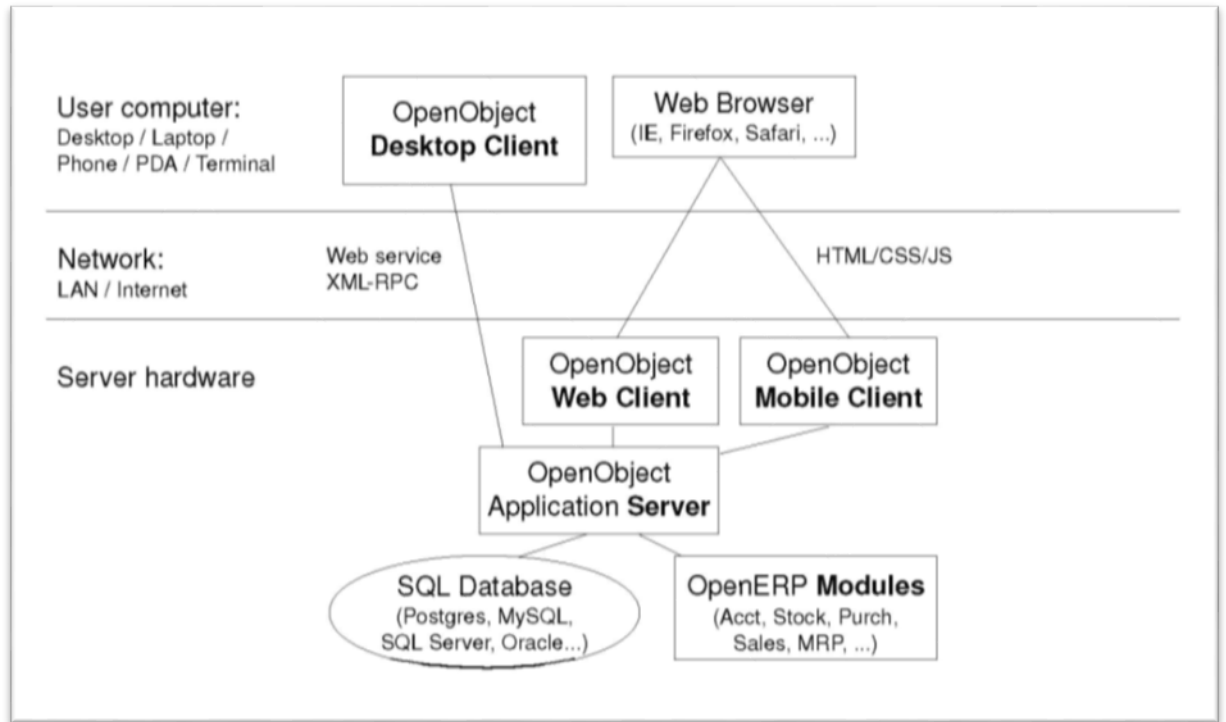 User computer:
Desktop / Laptop /
Phone / PDA / Terminal
OpenObject
Desktop Client
Web Browser
(IE, Firefox, Safari, ...)
Network:
LAN / Internet
Web service
XML-RPC
HTML/CSS/JS
Server hardware
OpenObject
Web Client
OpenObject
Mobile Client
OpenObject
Application Server
SQL Database
(Postgres, MySQL,
SQL Server, Oracle...)
OpenERP Modules
(Acct, Stock, Purch,
Sales, MRP, ...)